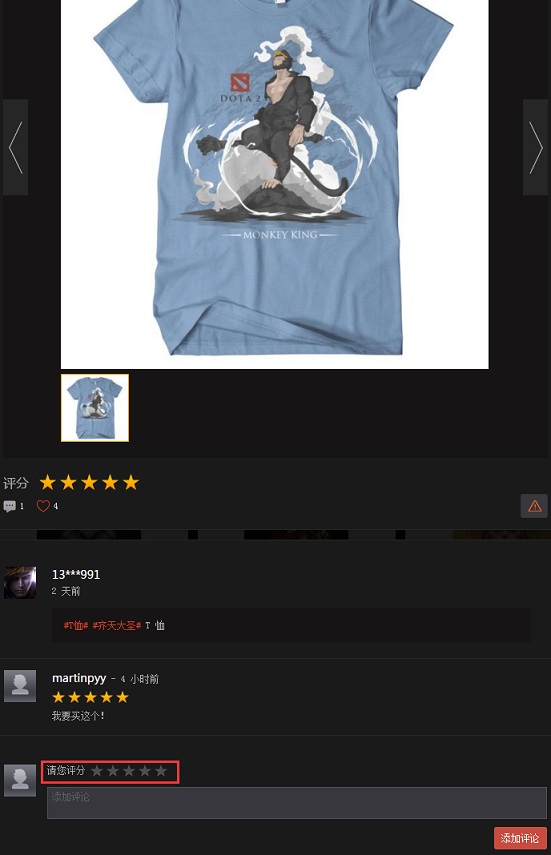 DOTA 2
MONKEY KING
评分
1
4
13***991
2 天前
#T恤# #齐天大圣# T 恤
martinpyy - 4 小时前
我要买这个!
请您评分
添加评论
添加评论